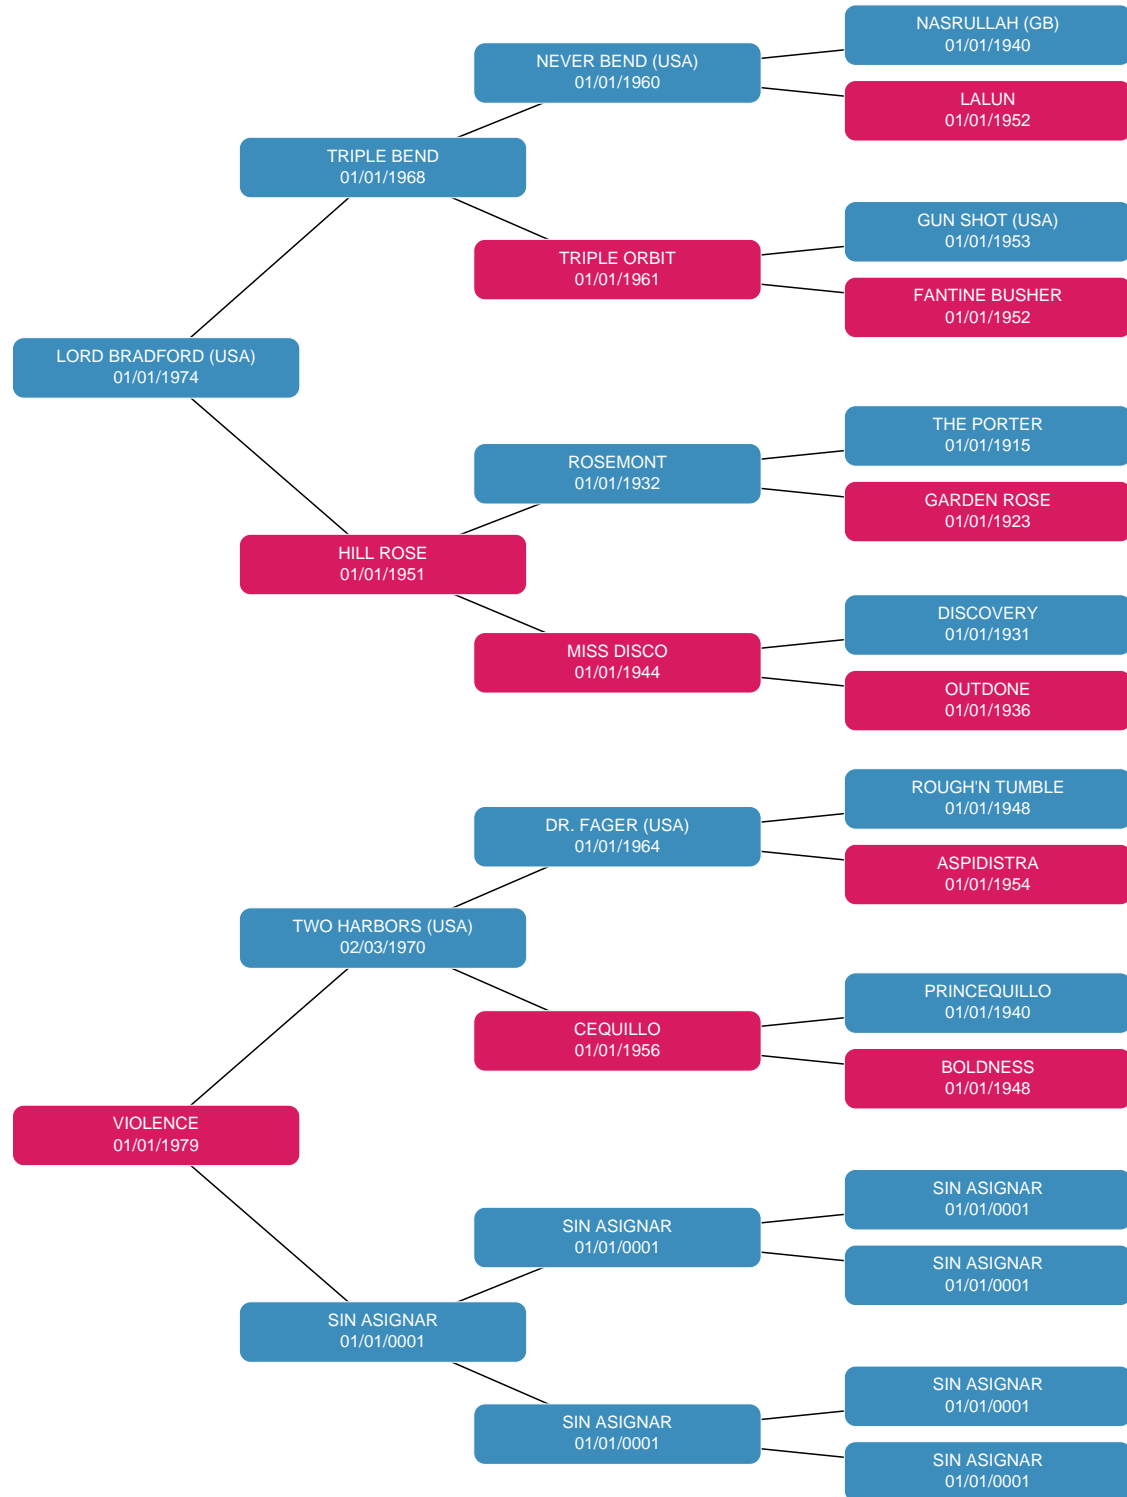 NASRULLAH (GB)
01/01/1940
NEVER BEND (USA)
01/01/1960
LALUN
01/01/1952
TRIPLE BEND
01/01/1968
GUN SHOT (USA)
01/01/1953
TRIPLE ORBIT
01/01/1961
FANTINE BUSHER
01/01/1952
LORD BRADFORD (USA)
01/01/1974
THE PORTER
01/01/1915
ROSEMONT
01/01/1932
GARDEN ROSE
01/01/1923
HILL ROSE
01/01/1951
DISCOVERY
01/01/1931
MISS DISCO
01/01/1944
OUTDONE
01/01/1936
ROUGH'N TUMBLE
01/01/1948
DR. FAGER (USA)
01/01/1964
ASPIDISTRA
01/01/1954
TWO HARBORS (USA)
02/03/1970
PRINCEQUILLO
01/01/1940
CEQUILLO
01/01/1956
BOLDNESS
01/01/1948
VIOLENCE
01/01/1979
SIN ASIGNAR
01/01/0001
SIN ASIGNAR
01/01/0001
SIN ASIGNAR
01/01/0001
SIN ASIGNAR
01/01/0001
SIN ASIGNAR
01/01/0001
SIN ASIGNAR
01/01/0001
SIN ASIGNAR
01/01/0001